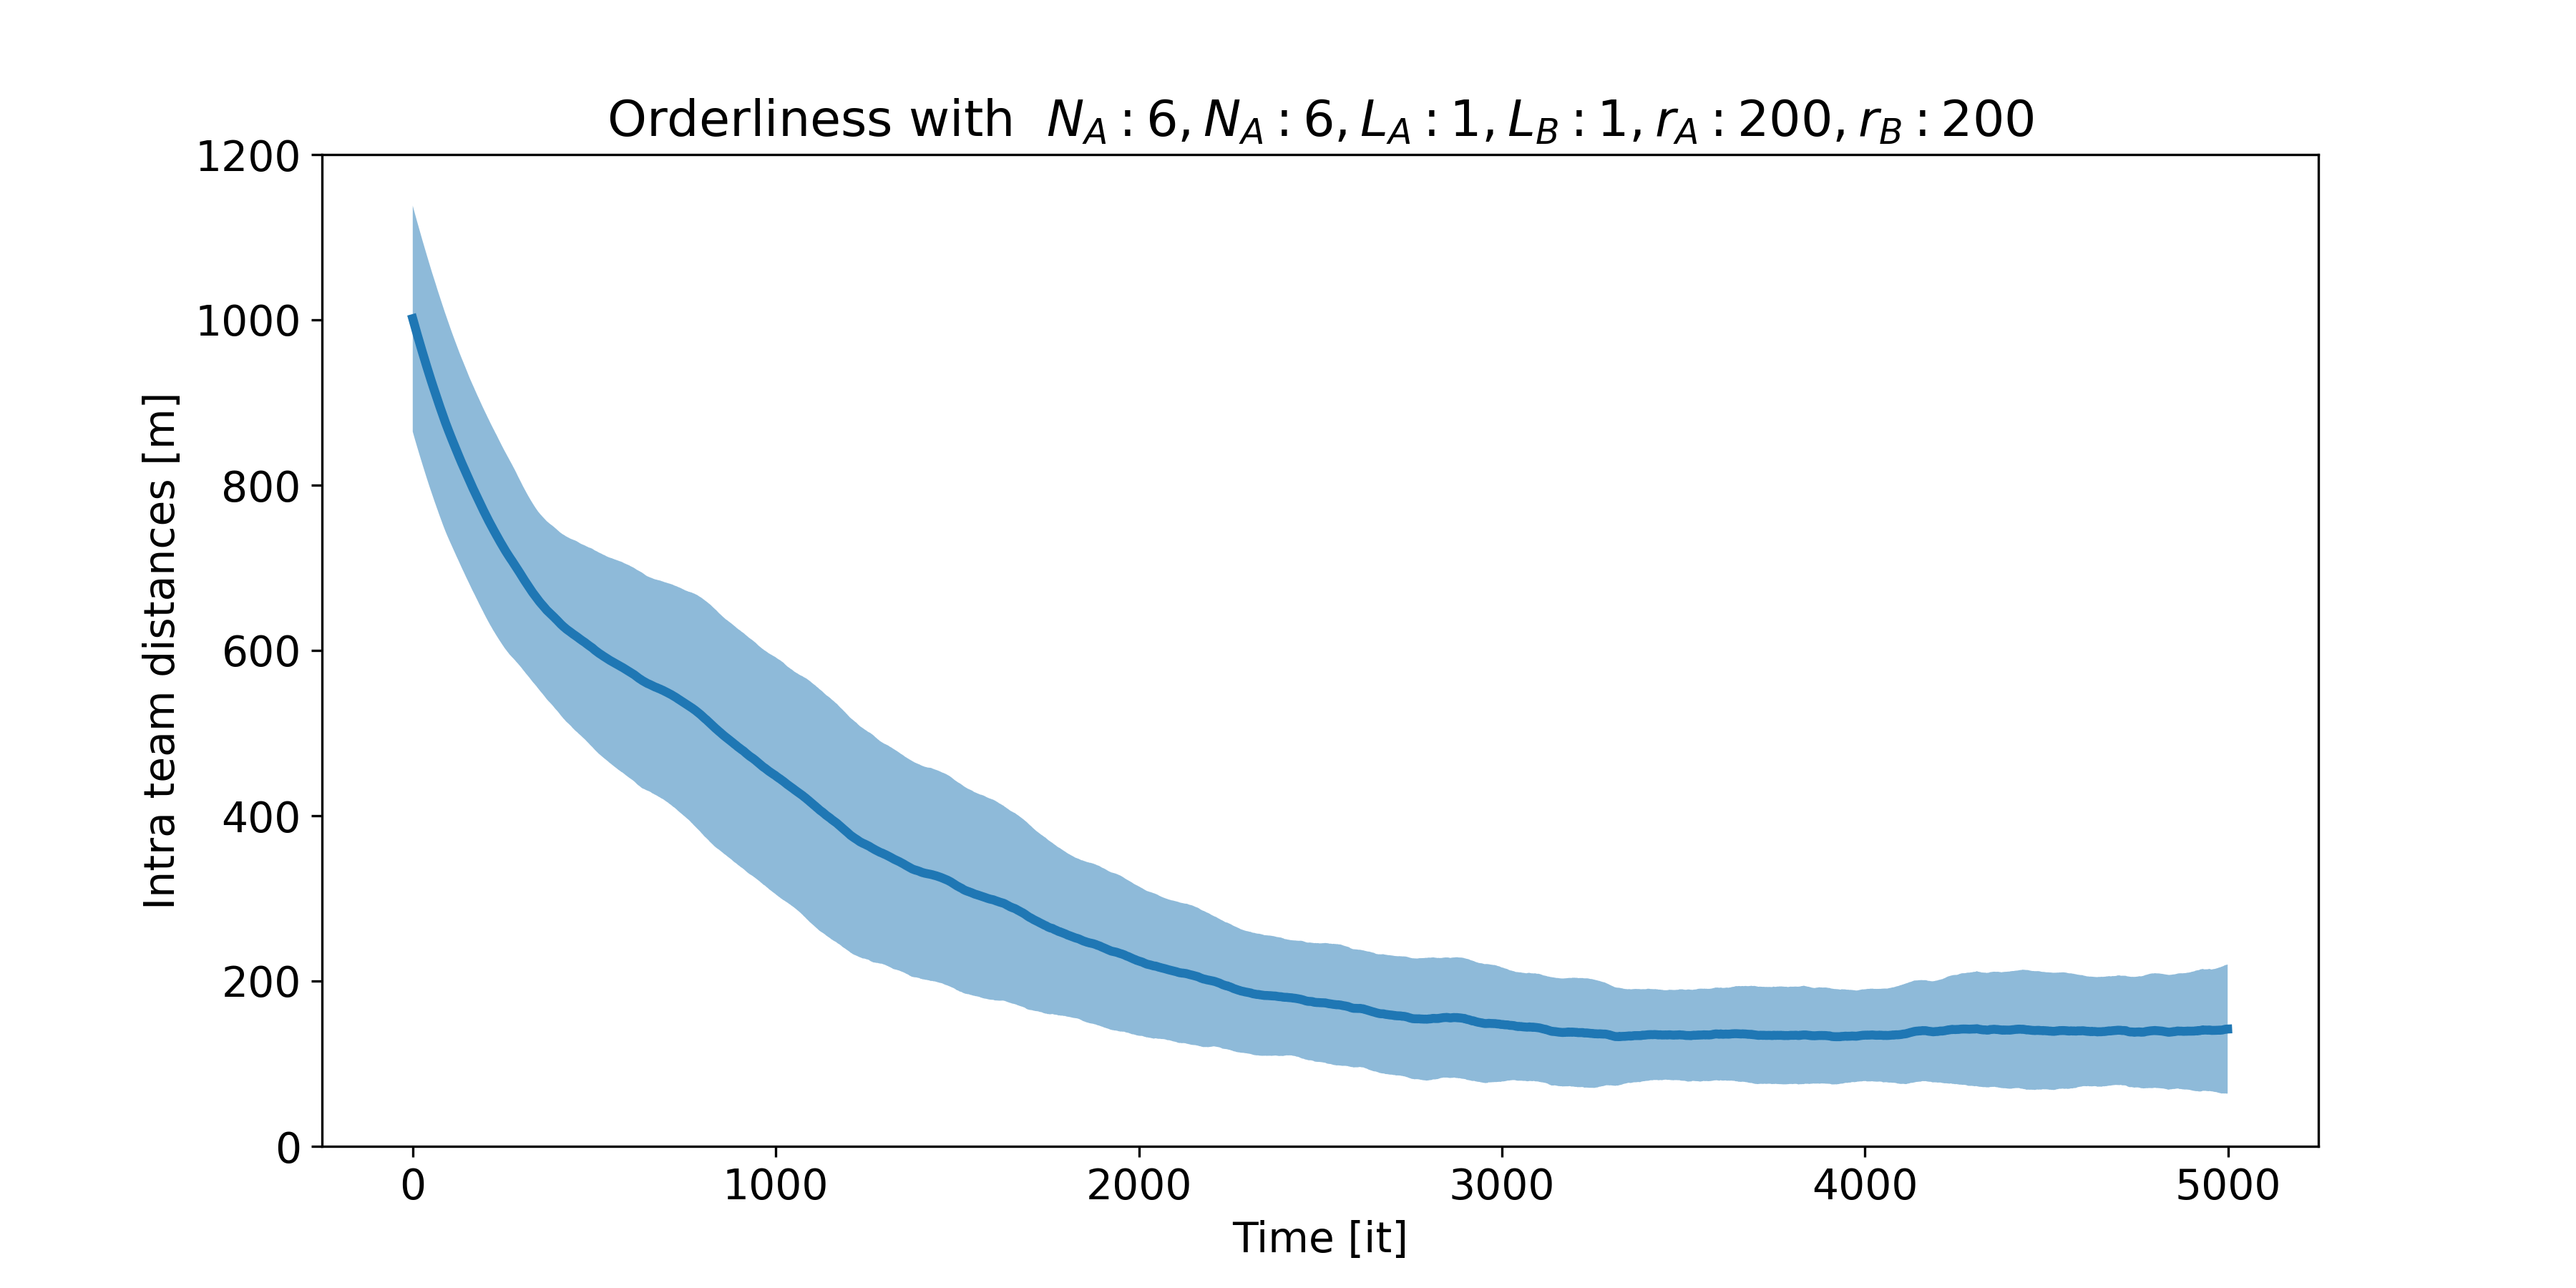 Orderliness with N_A : 6, N_A : 6, L_A : 1, L_B : 1, r_A : 200, r_B : 200
1200
1000
800
600
400
200
0
Intra team distances [m]
0 1000 2000 3000 4000 5000
Time [it]